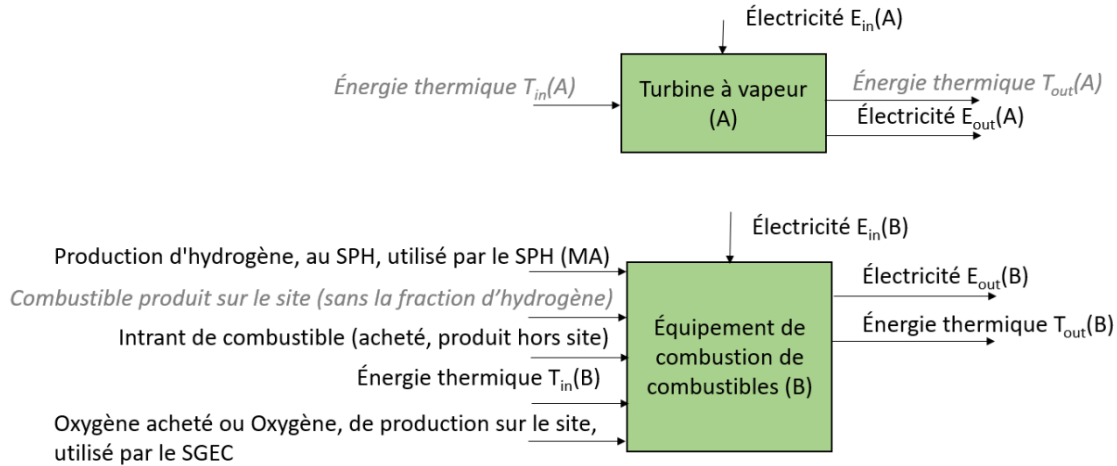 Électricité Ein(A)
Énergie thermique Tin(A)
Turbine à vapeur
(A)
Énergie thermique Tout(A)
Électricité Eout(A)
Électricité Ein(B)
Production d'hydrogène, au SPH, utilisé par le SPH (MA)
Combustible produit sur le site (sans la fraction d’hydrogène)
Intrant de combustible (acheté, produit hors site)
Énergie thermique Tin(B)
Oxygène acheté ou Oxygène, de production sur le site,
utilisé par le SGEC
Équipement de
combustion de
combustibles (B)
Électricité Eout(B)
Énergie thermique Tout(B)